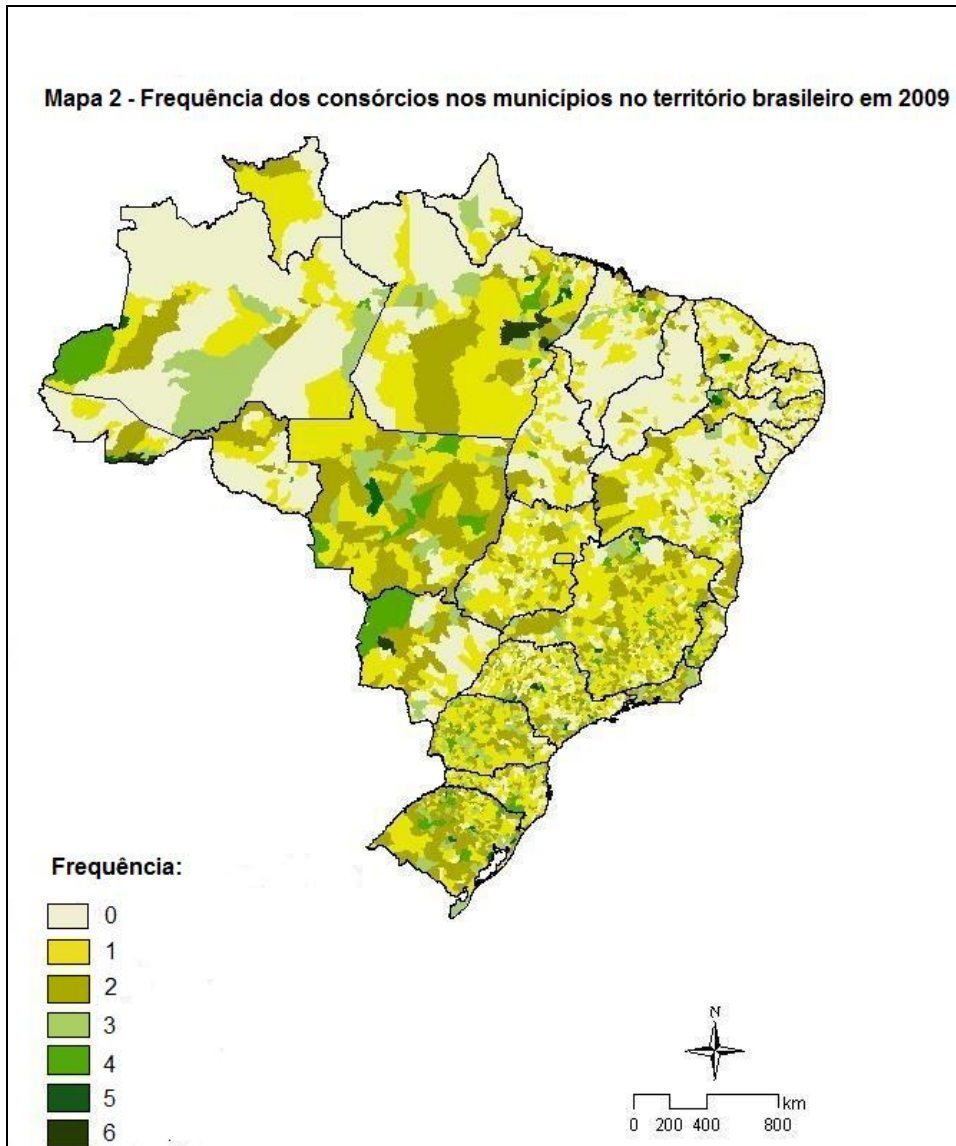 Mapa 2 - Frequência dos consórcios nos municípios no território brasileiro em 2009
Frequência:
0
1
2
3
4
5
6
N
km
0 200 400 800